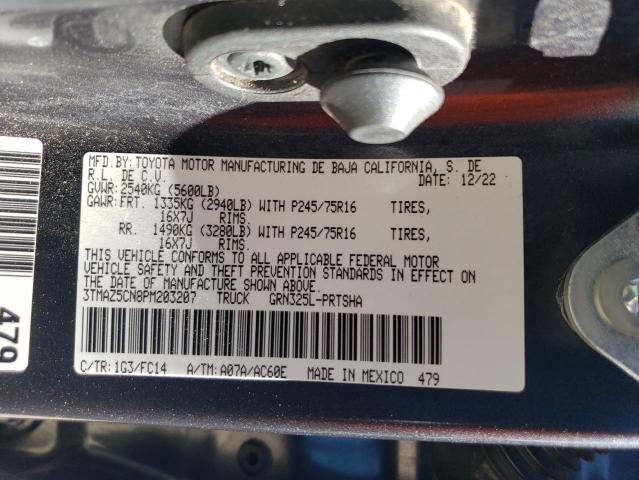 MFD.BY:TOYOTA MOTOR MANUFACTURING DE BAJA CALIFORNIA, S. DE
R.L. DE C.V. DATE: 12/22
GVWR: 2540KG (5600LB)
GAWR: FRT. 1335KG (2940LB) WITH P245/75R16 TIRES,
16X7J RIMS.
RR. 1490KG (3280LB) WITH P245/75R16 TIRES,
16X7J RIMS.
THIS VEHICLE CONFORMS TO ALL APPLICABLE FEDERAL MOTOR
VEHICLE SAFETY AND THEFT PREVENTION STANDARDS IN EFFECT ON
THE DATE OF MANUFACTURE SHOWN ABOVE.
3TMAZ5CN8PM203207 TRUCK GRN325L-PRTSHA
C/TR: 1G3/FC14 A/TM: A07A/AC60E MADE IN MEXICO 479
479